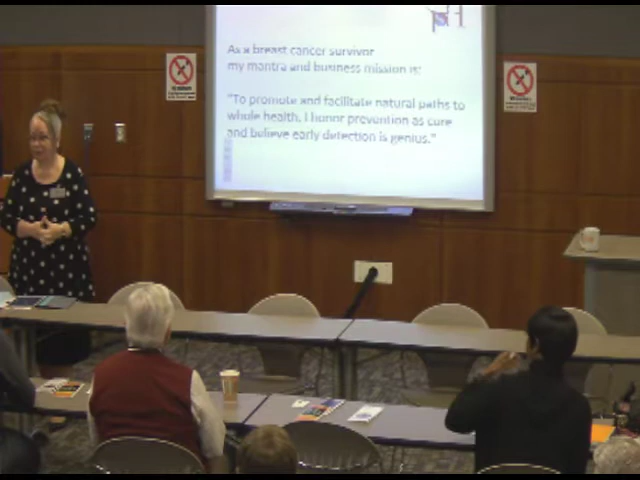 As a breast cancer survivor
my mantra and business mission is:
"To promote and facilitate natural paths to
whole health. I honor prevention as cure
and believe early detection is genius."